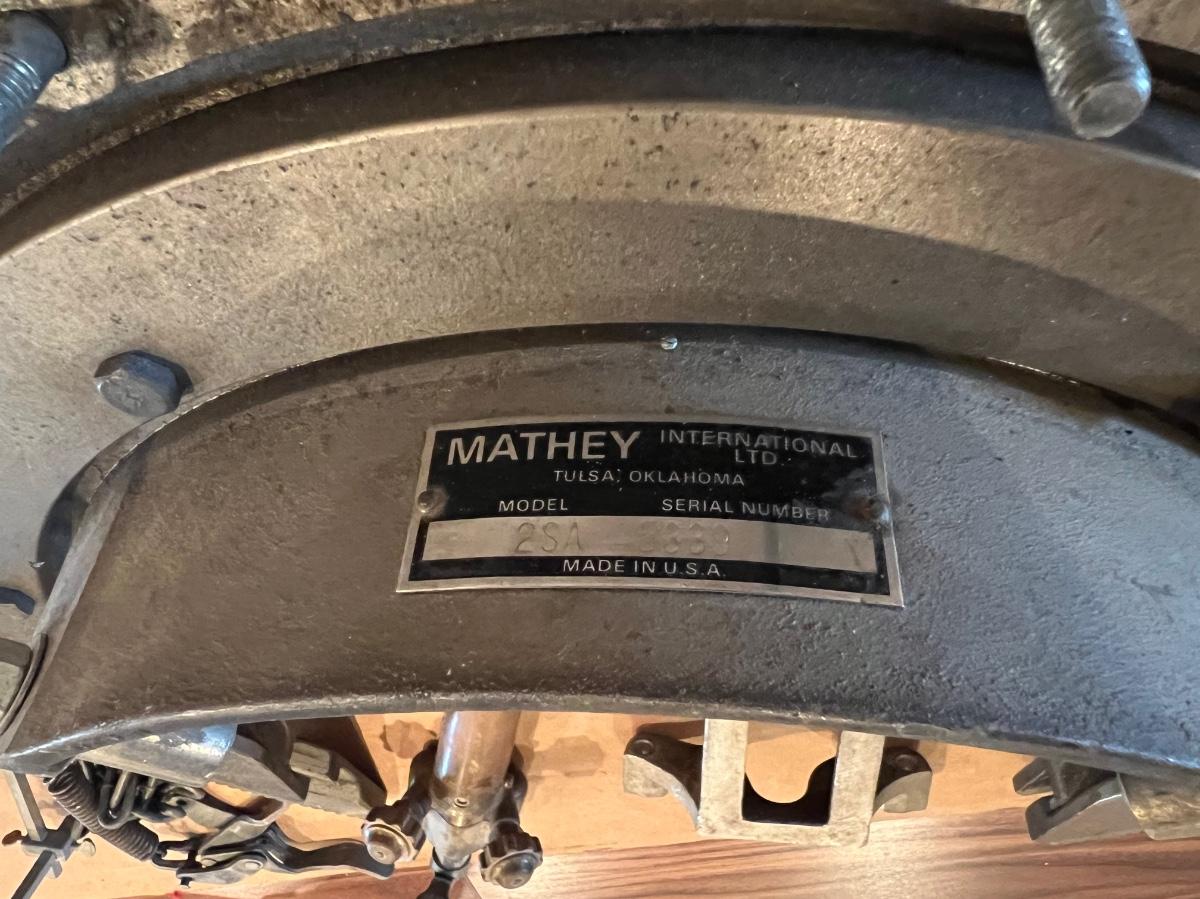 MATHEY INTERNATIONAL LTD.
TULSA, OKLAHOMA
MODEL SERIAL NUMBER
2SA
MADE IN U.S.A.